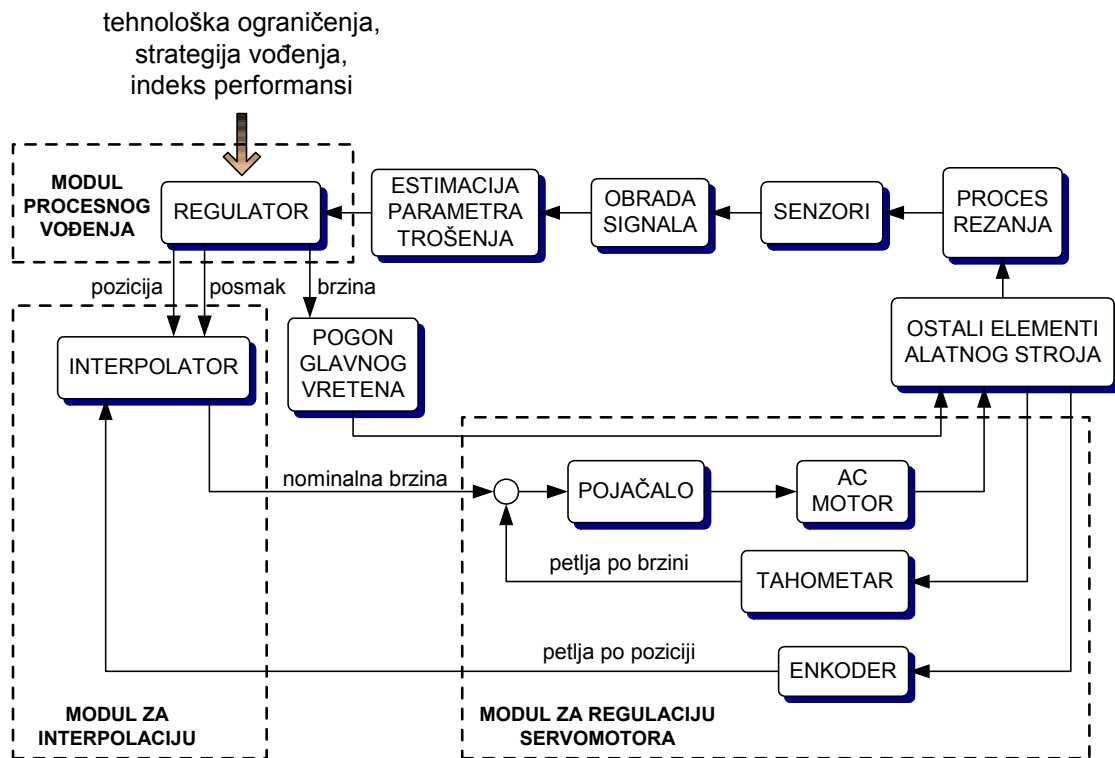 tehnološka ograničenja,
strategija vođenja,
indeks performansi
MODUL
PROCESNOG
VOĐENJA
REGULATOR
ESTIMACIJA
PARAMETRA
TROŠENJA
OBRADA
SIGNALA
SENZORI
PROCES
REZANJA
pozicija
posmak
brzina
INTERPOLATOR
POGON
GLAVNOG
VRETENA
OSTALI ELEMENTI
ALATNOG STROJA
nominalna brzina
POJAČALO
AC
MOTOR
petlja po brzini
TAHOMETAR
petlja po poziciji
ENKODER
MODUL ZA
INTERPOLACIJU
MODUL ZA REGULACIJU
SERVOMOTORA